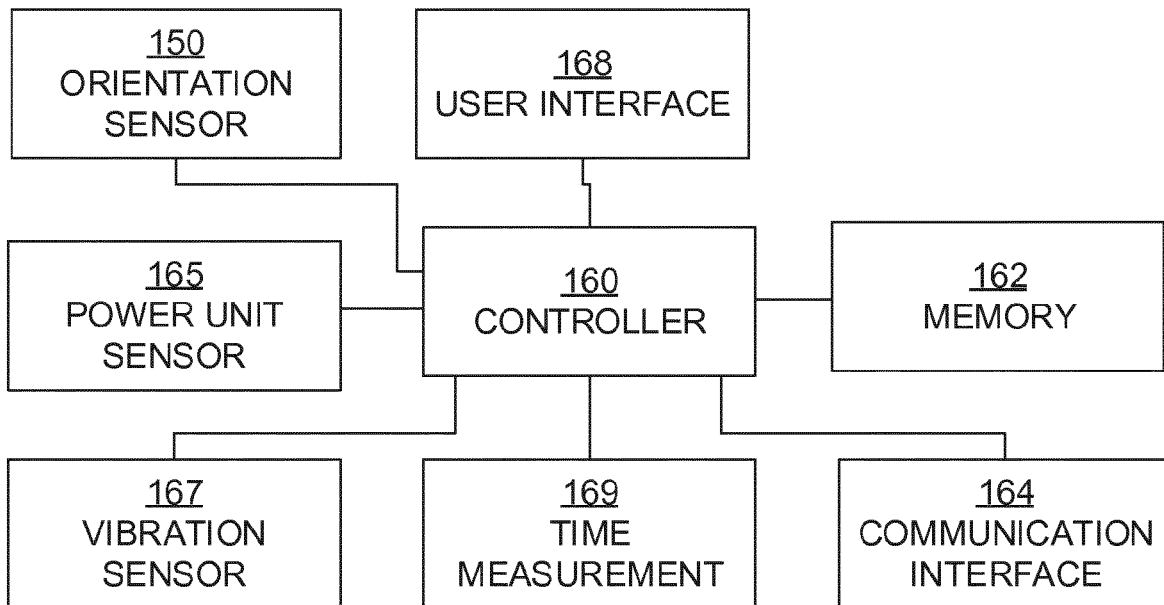 150
ORIENTATION
SENSOR
168
USER INTERFACE
165
POWER UNIT
SENSOR
160
CONTROLLER
162
MEMORY
167
VIBRATION
SENSOR
169
TIME
MEASUREMENT
164
COMMUNICATION
INTERFACE